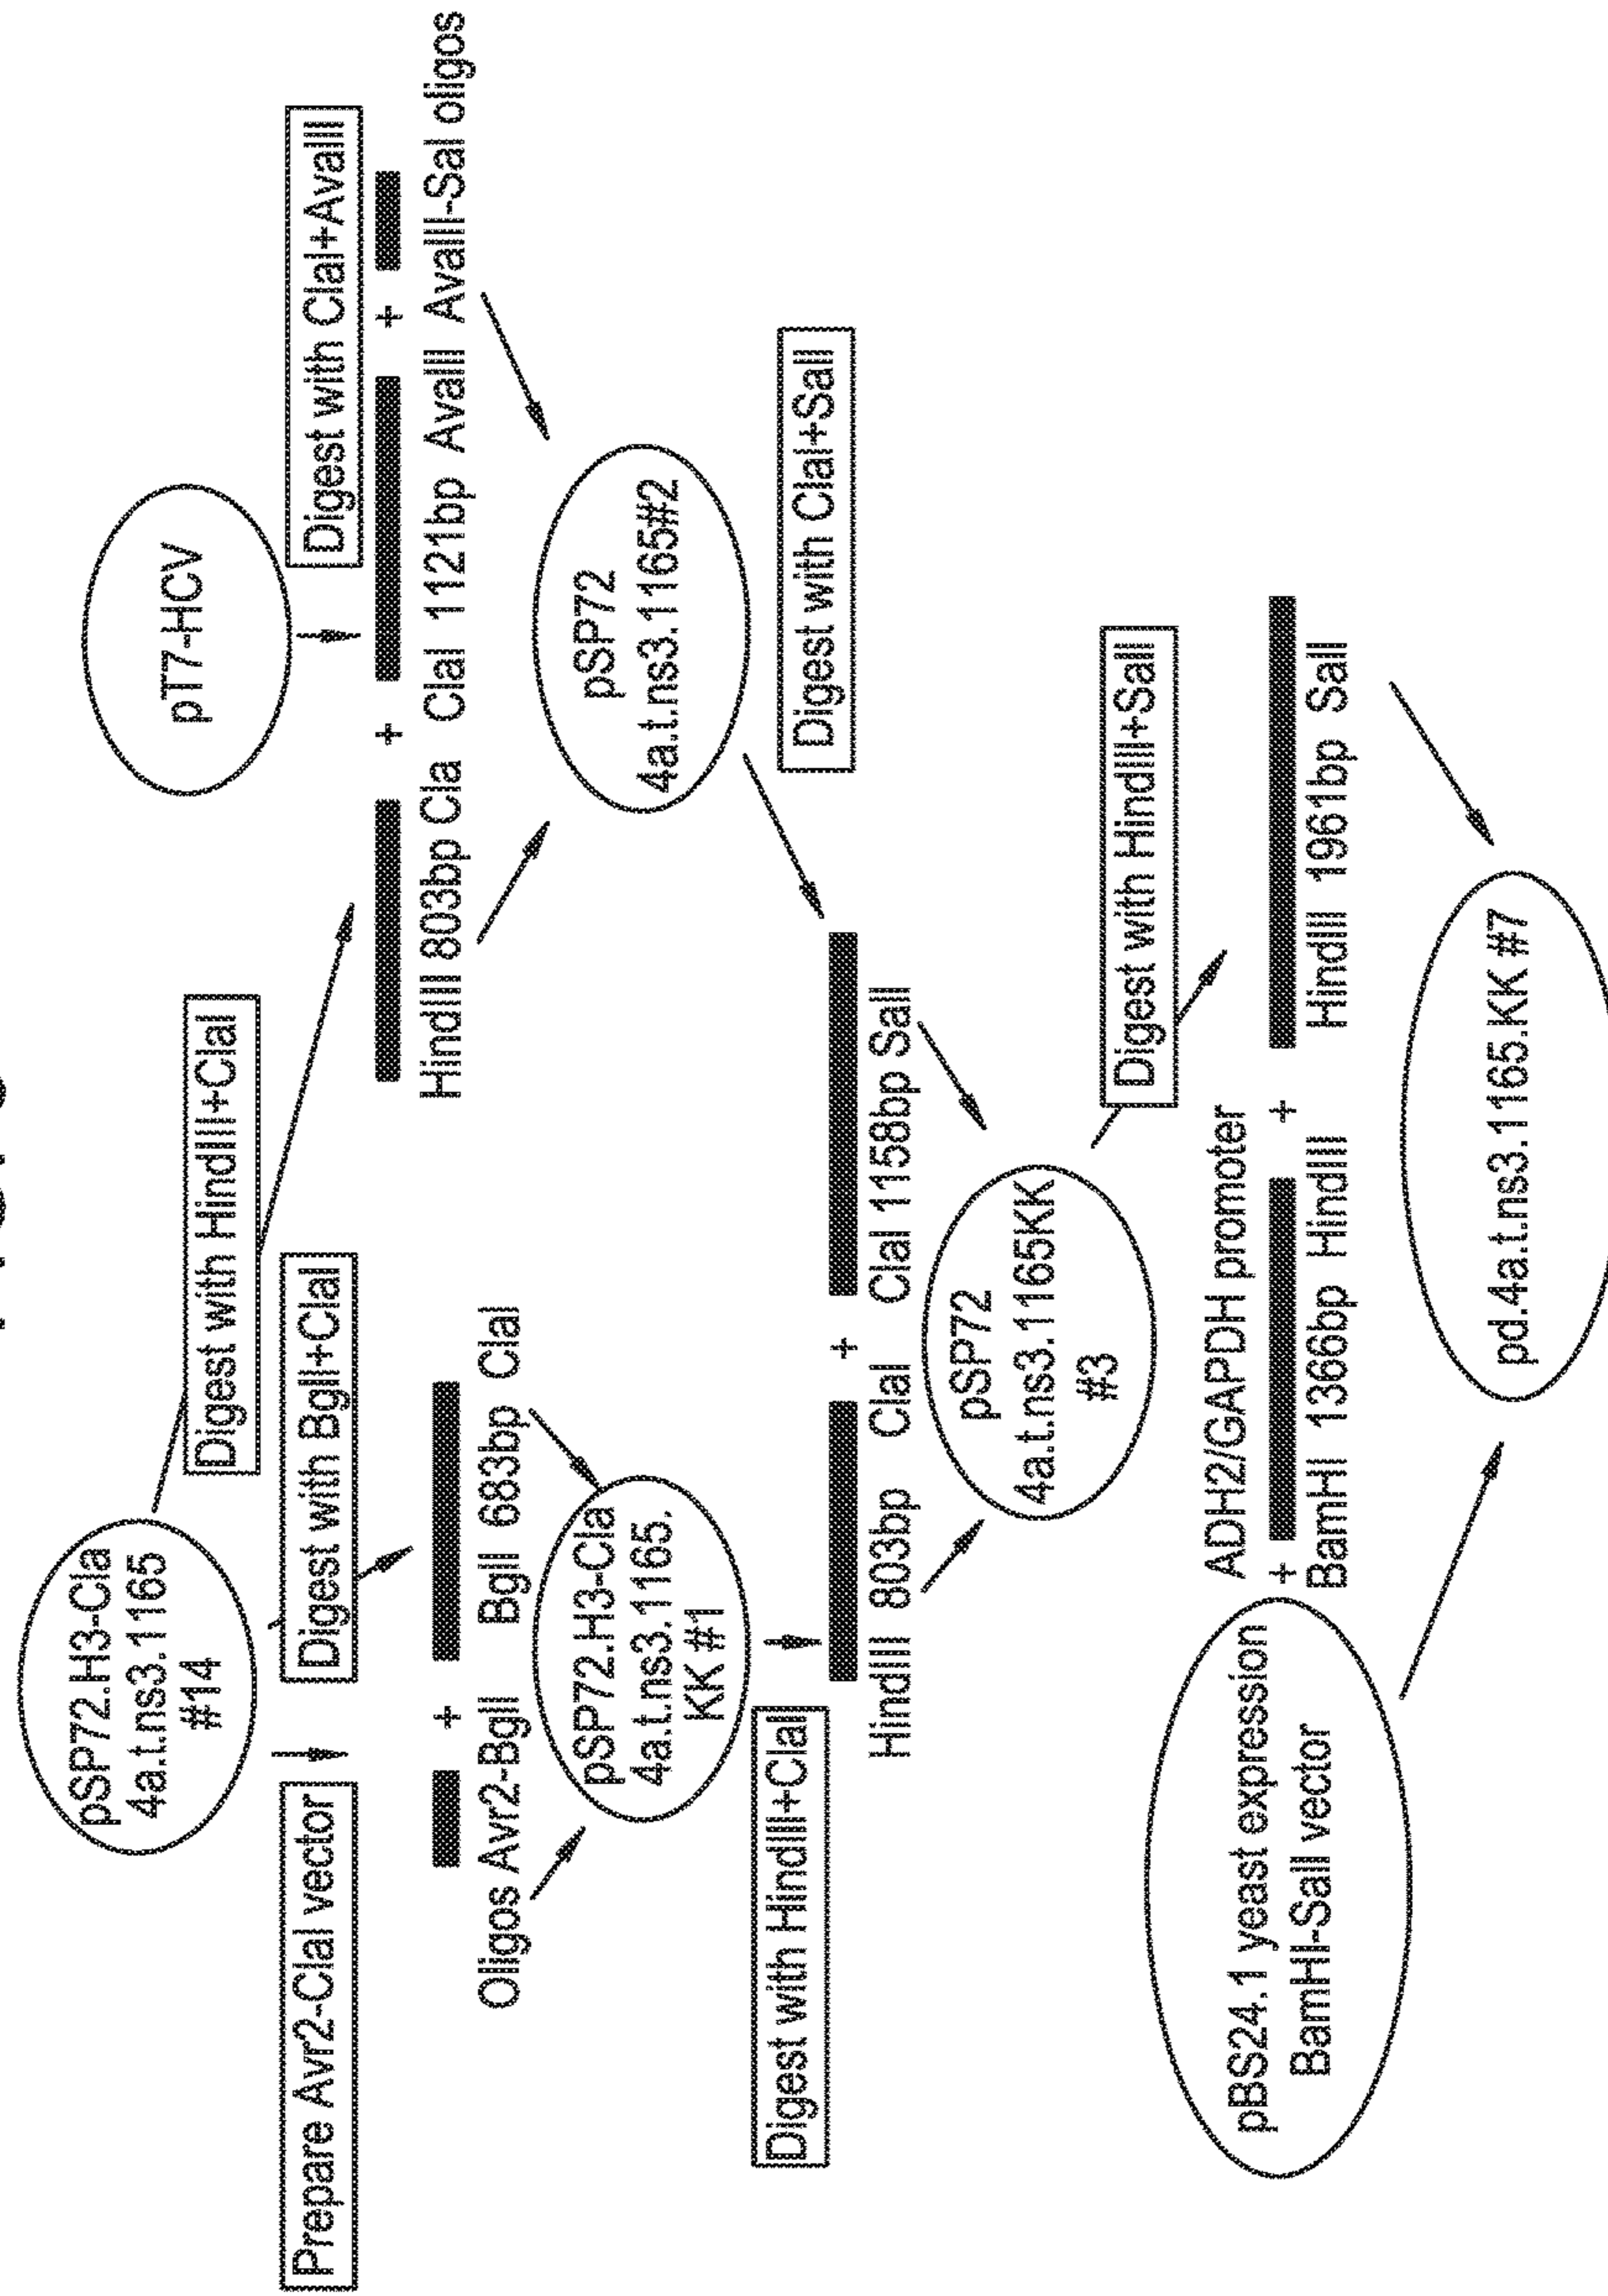 pSP72.H3-Cla
4a.t.ns3.1165
#14
pT7-HCV
Digest with HindIII+ClaI
Prepare Avr2-ClaI vector
Digest with BglI+ClaI
Digest with ClaI+AvaIII
+
+
+
HindIII 803bp Cla ClaI 1121bp AvaIII AvaIII-Sal oligos
Oligos Avr2-BglI BglI 683bp ClaI
pSP72.H3-Cla
4a.t.ns3.1165.
KK #1
pSP72
4a.t.ns3.1165#2
Digest with HindIII+ClaI
Digest with ClaI+SalI
+
HindIII 803bp ClaI ClaI 1158bp SalI
pSP72
4a.t.ns3.1165KK
#3
Digest with HindIII+SalI
ADH2/GAPDH promoter
pBS24.1 yeast expression
BamHI-SalI vector
+
+
BamHI 1366bp HindIII HindIII 1961bp SalI
pd.4a.t.ns3.1165.KK #7